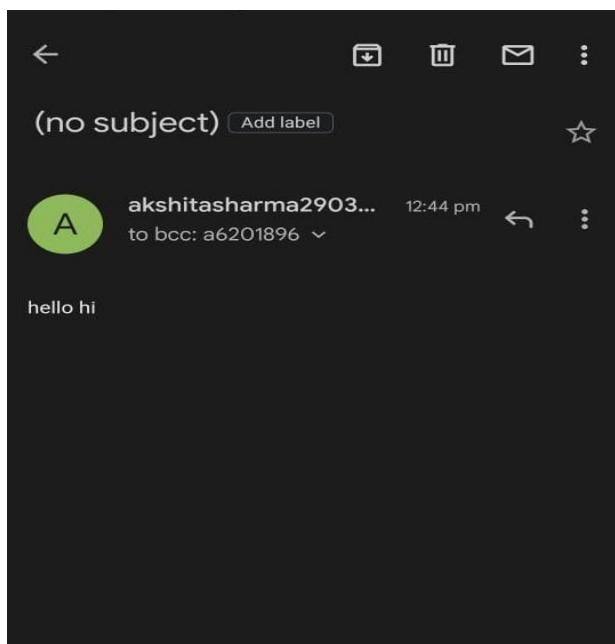 (no subject) Add label
A akshitasharma2903... 12:44 pm
to bcc: a6201896
hello hi